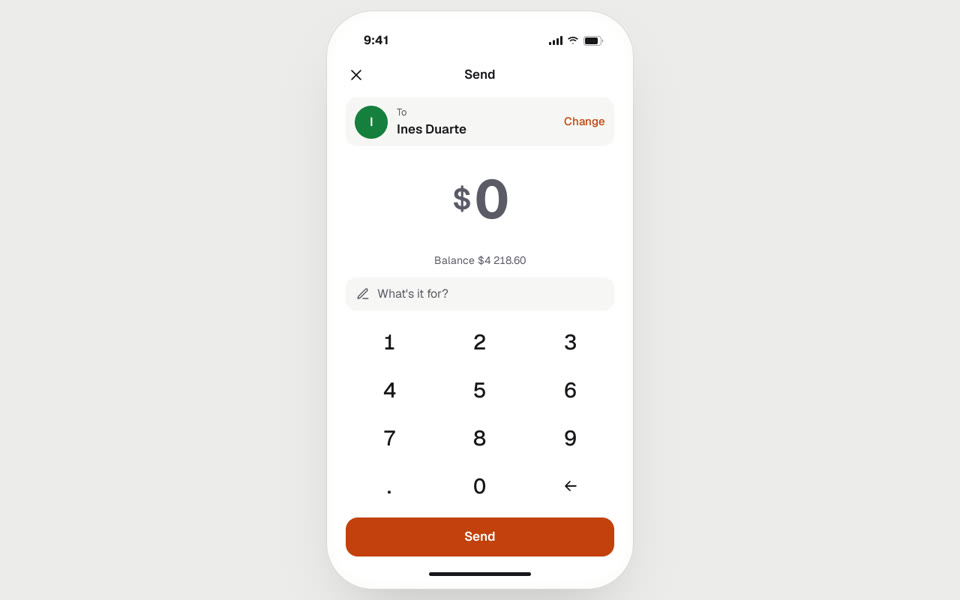 9:41
Send
I
To
Ines Duarte
Change
$0
Balance $4 218.60
What's it for?
1 2 3
4 5 6
7 8 9
. 0 ←
Send